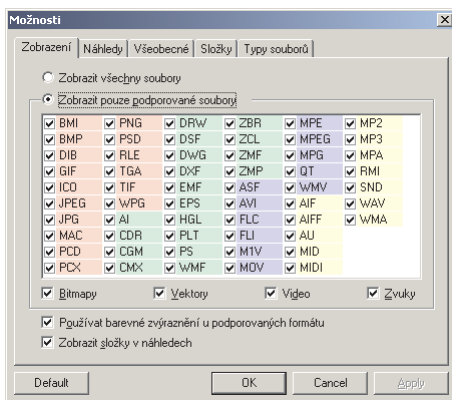 Možnosti
Zobrazení Náhledy Všeobecné Složky Typy souborů
Zobrazit všechny soubory
Zobrazit pouze podporované soubory
BMI PNG DRW ZBR MPE MP2
BMP PSD DSF ZCL MPEG MP3
DIB RLE DWG ZMF MPG MPA
GIF TGA DXF ZMP QT RMI
ICO TIF EMF ASF WMV SND
JPEG WPG EPS AVI AIF WAV
JPG AI HGL FLC AIFF WMA
MAC CDR PLT FLI AU
PCD CGM PS M1V MID
PCX CMX WMF MOV MIDI
Bitmapy Vektory Video Zvuky
Používat barevné zvýraznění u podporovaných formátu
Zobrazit složky v náhledech
Default OK Cancel Apply